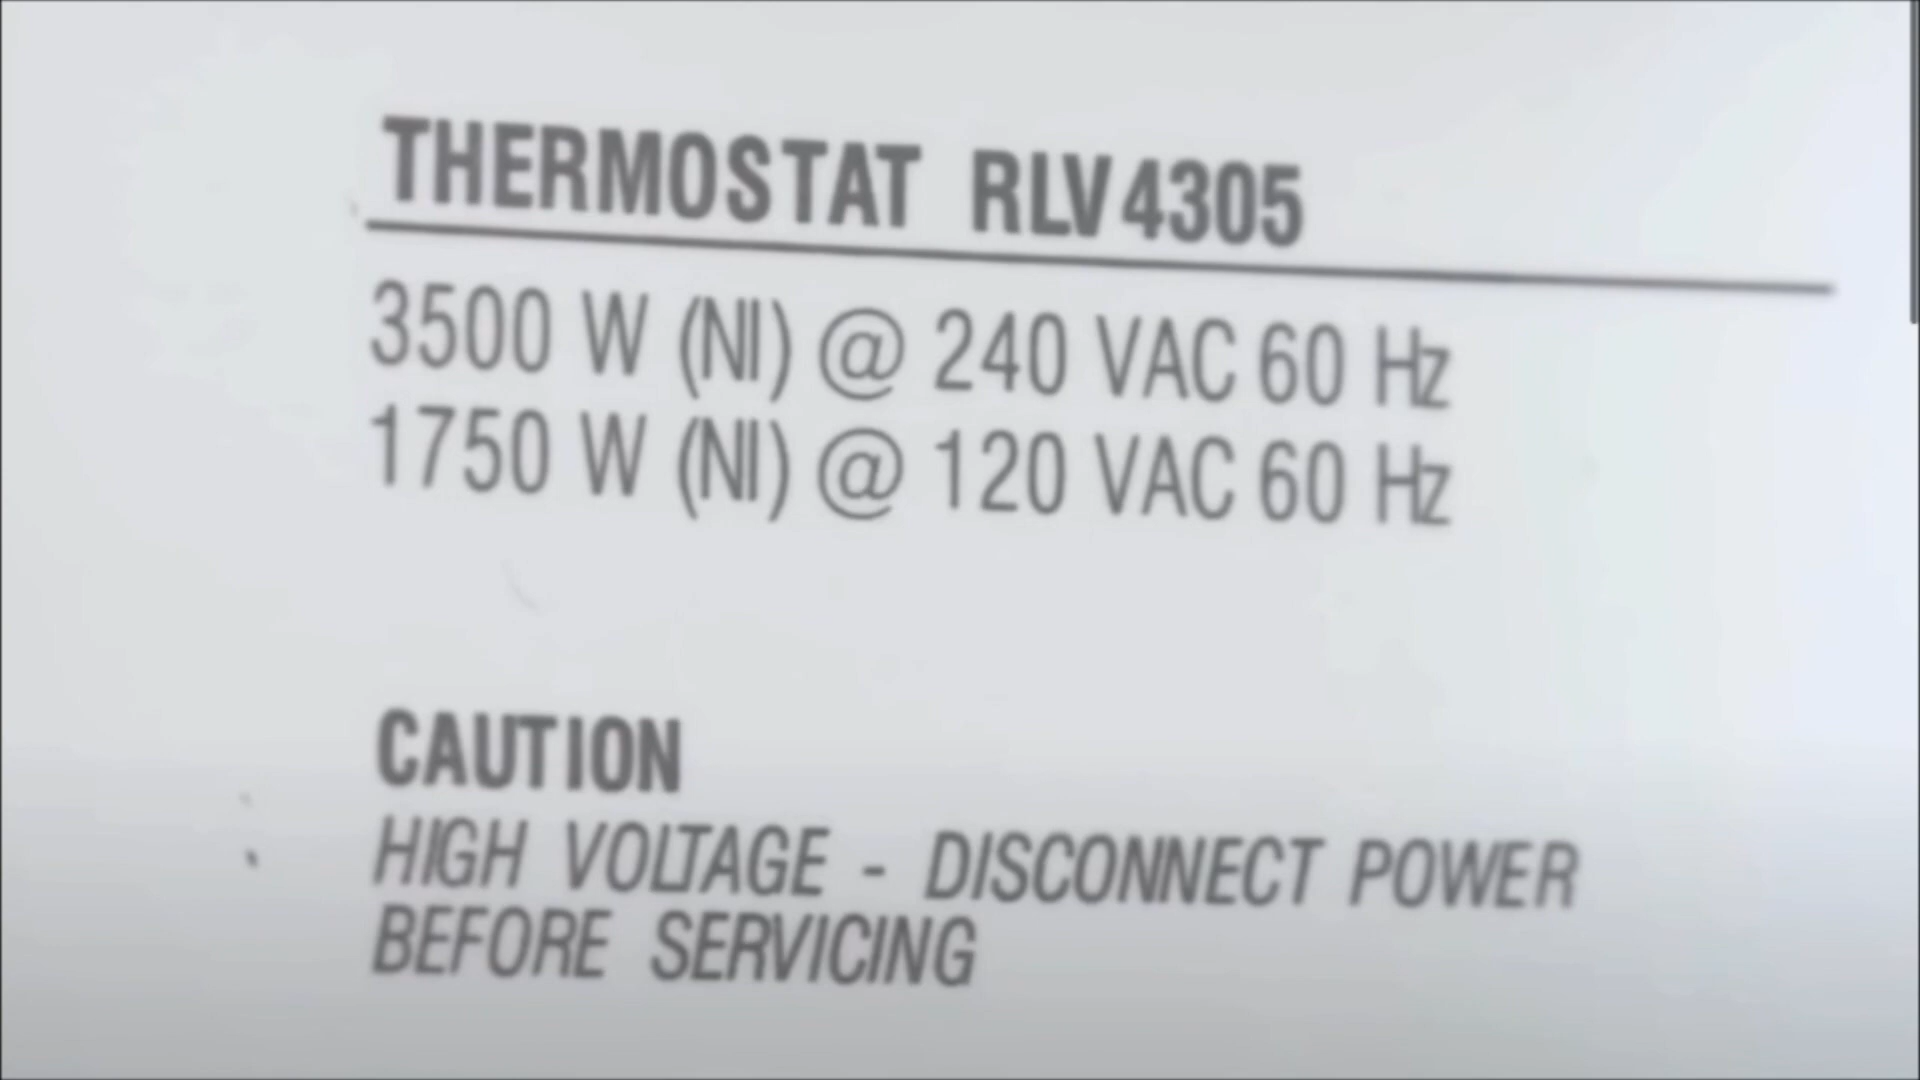 THERMOSTAT RLV4305
3500 W (NI) @ 240 VAC 60 Hz
1750 W (NI) @ 120 VAC 60 Hz
CAUTION
HIGH VOLTAGE - DISCONNECT POWER
BEFORE SERVICING